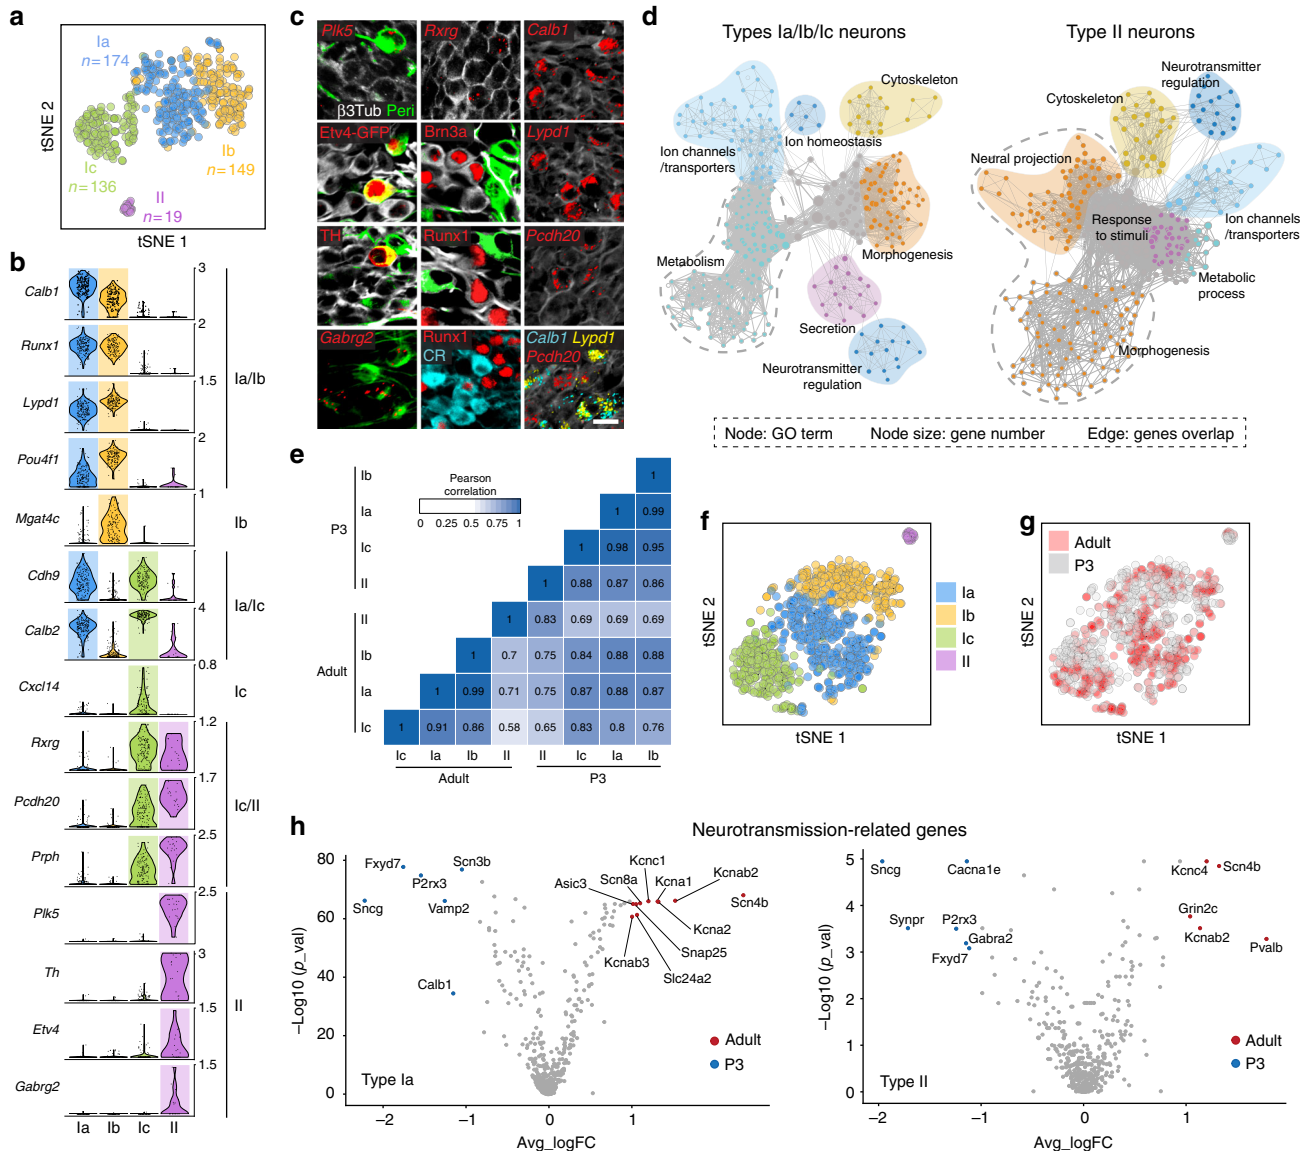 a
Ia
n=174
Ic
n=136
Ib
n=149
II
n=19
tSNE 2
tSNE 1
b
Calb1
3
Runx1
2
Lypd1
1.5
Pou4f1
2
Ia/Ib
Mgat4c
1
Ib
Cdh9
Calb2
4
Ia/Ic
Cxcl14
0.8
Ic
Rxrg
1.2
Pcdh20
1.7
Prph
2.5
Ic/II
Plk5
2.5
Th
3
Etv4
1.5
Gabrg2
1.5
II
Ia Ib Ic II
c
Plk5
β3Tub Peri
Rxrg
Calb1
Etv4-GFP
Brn3a
Lypd1
TH
Runx1
Pcdh20
Gabrg2
Runx1
CR
Calb1 Lypd1
Pcdh20
d
Types Ia/Ib/Ic neurons
Cytoskeleton
Ion channels
/transporters
Ion homeostasis
Metabolism
Morphogenesis
Secretion
Neurotransmitter
regulation
Type II neurons
Neurotransmitter
regulation
Cytoskeleton
Neural projection
Response
to stimuli
Ion channels
/transporters
Metabolic
process
Morphogenesis
Node: GO term Node size: gene number Edge: genes overlap
e
Pearson
correlation
0 0.25 0.5 0.75 1
P3
Adult
Ib 1
Ia 1 0.99
Ic 1 0.98 0.95
II 1 0.88 0.87 0.86
II 1 0.83 0.69 0.69 0.69
Ib 1 0.7 0.75 0.84 0.88 0.88
Ia 1 0.99 0.71 0.75 0.87 0.88 0.87
Ic 1 0.91 0.86 0.58 0.65 0.83 0.8 0.76
Ic Ia Ib II II Ic Ia Ib
Adult P3
f
tSNE 2
tSNE 1
Ia
Ib
Ic
II
g
Adult
P3
tSNE 2
tSNE 1
h
Neurotransmission-related genes
−Log10 (p_val)
80
60
40
20
0
Fxyd7
Scn3b
P2rx3
Sncg
Vamp2
Calb1
Asic3
Scn8a
Kcnc1
Kcna1
Kcnab2
Scn4b
Kcna2
Snap25
Kcnab3
Slc24a2
Adult
P3
Type Ia
−2 −1 0 1
Avg_logFC
−Log10 (p_val)
5
4
3
2
1
0
Sncg
Cacna1e
Kcnc4
Scn4b
Synpr
P2rx3
Gabra2
Fxyd7
Grin2c
Kcnab2
Pvalb
Adult
P3
Type II
−2 −1 0 1
Avg_logFC